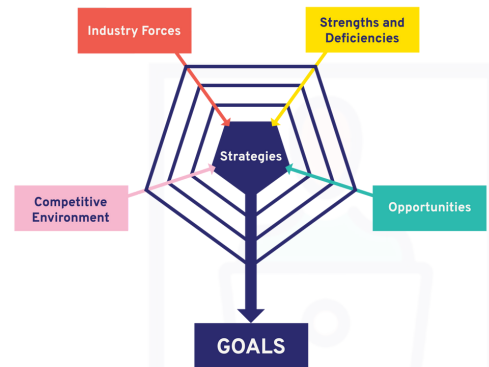 Industry Forces
Strengths and
Deficiencies
Strategies
Competitive
Environment
Opportunities
GOALS